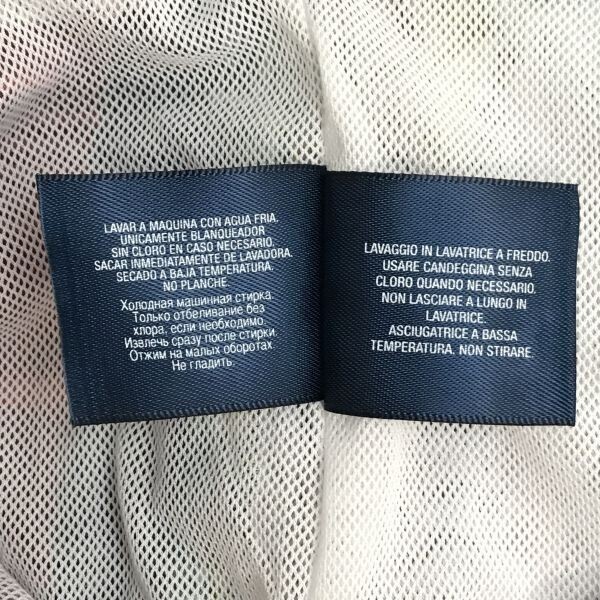 LAVAR A MAQUINA CON AGUA FRIA.
UNICAMENTE BLANQUEADOR
SIN CLORO EN CASO NECESARIO.
SACAR INMEDIATAMENTE DE LAVADORA.
SECADO A BAJA TEMPERATURA.
NO PLANCHE.
Холодная машинная стирка.
Только отбеливание без
хлора, если необходимо.
Извлечь сразу после стирки.
Отжим на малых оборотах.
Не гладить.
LAVAGGIO IN LAVATRICE A FREDDO.
USARE CANDEGGINA SENZA
CLORO QUANDO NECESSARIO.
NON LASCIARE A LUNGO IN
LAVATRICE.
ASCIUGATRICE A BASSA
TEMPERATURA. NON STIRARE.